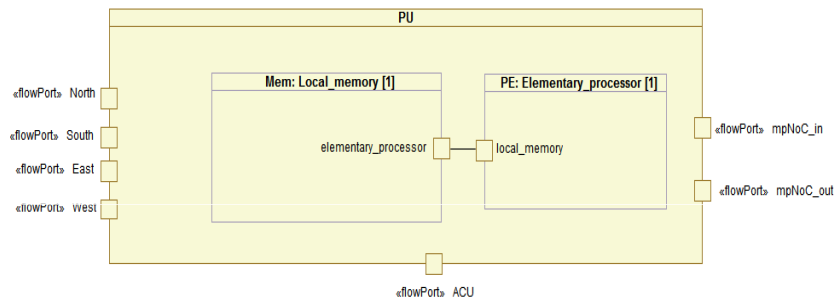 PU
Mem: Local_memory [1]
PE: Elementary_processor [1]
«flowPort» North
«flowPort» South
«flowPort» East
«flowPort» West
elementary_processor
local_memory
«flowPort» mpNoC_in
«flowPort» mpNoC_out
«flowPort» ACU